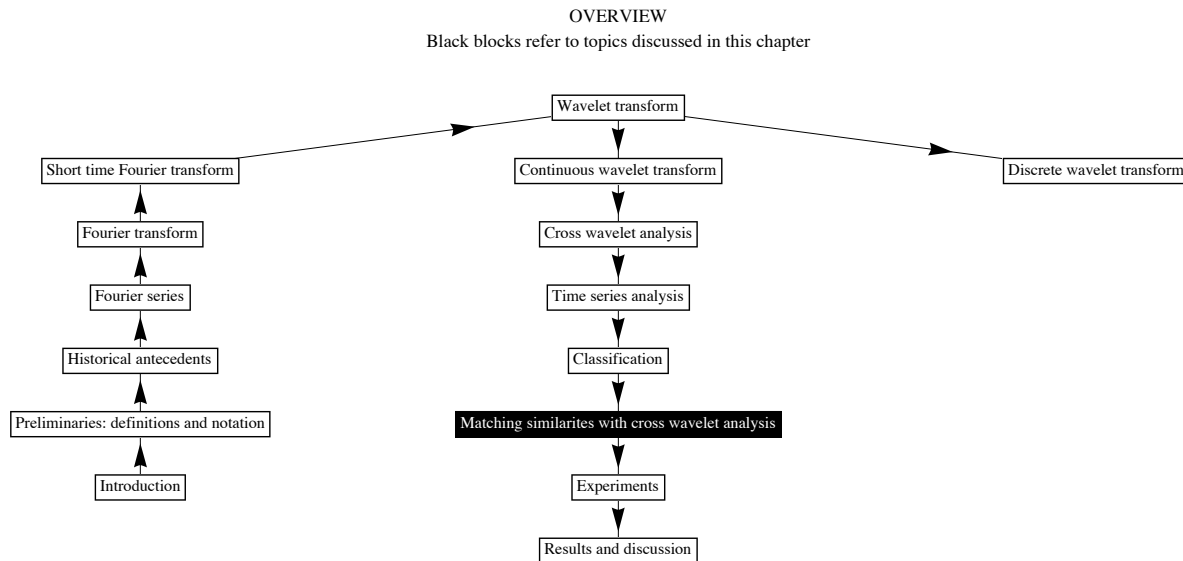 OVERVIEW
Black blocks refer to topics discussed in this chapter
Wavelet transform
Short time Fourier transform
Continuous wavelet transform
Discrete wavelet transform
Fourier transform
Cross wavelet analysis
Fourier series
Time series analysis
Historical antecedents
Classification
Preliminaries: definitions and notation
Matching similarites with cross wavelet analysis
Introduction
Experiments
Results and discussion